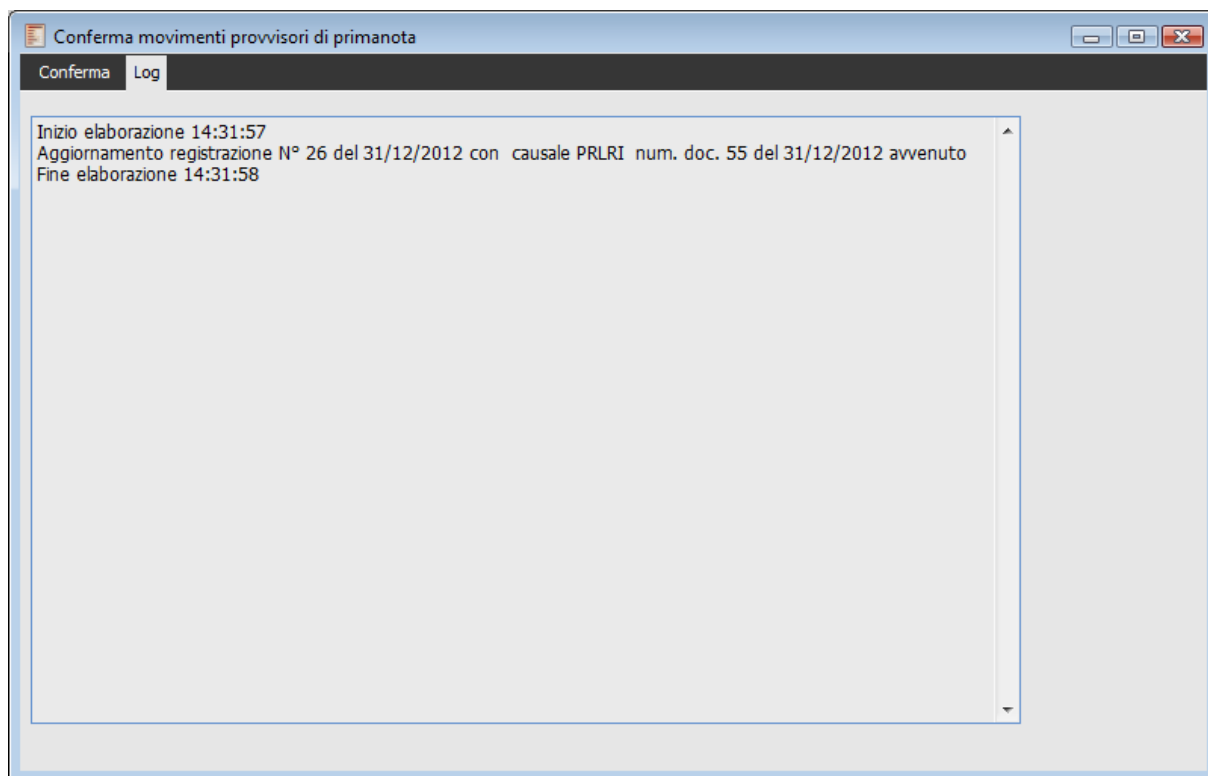 Conferma movimenti provvisori di primanota
Conferma Log
Inizio elaborazione 14:31:57
Aggiornamento registrazione N° 26 del 31/12/2012 con  causale PRLRI  num. doc. 55 del 31/12/2012 avvenuto
Fine elaborazione 14:31:58